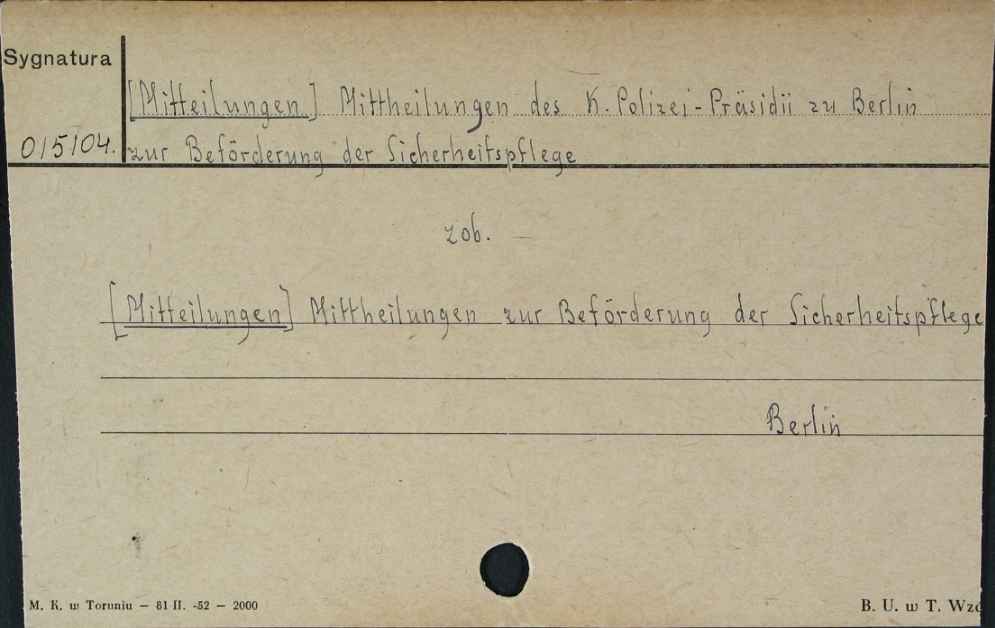 Sygnatura
[Mitteilungen] Mittheilungen des K. Polizei-Präsidii zu Berlin
015104. zur Beförderung der Sicherheitspflege
zob.
[Mitteilungen] Mittheilungen zur Beförderung der Sicherheitspflege
Berlin
M. K. w Toruniu — 81 II. -52 — 2000
B. U. w T. Wzó